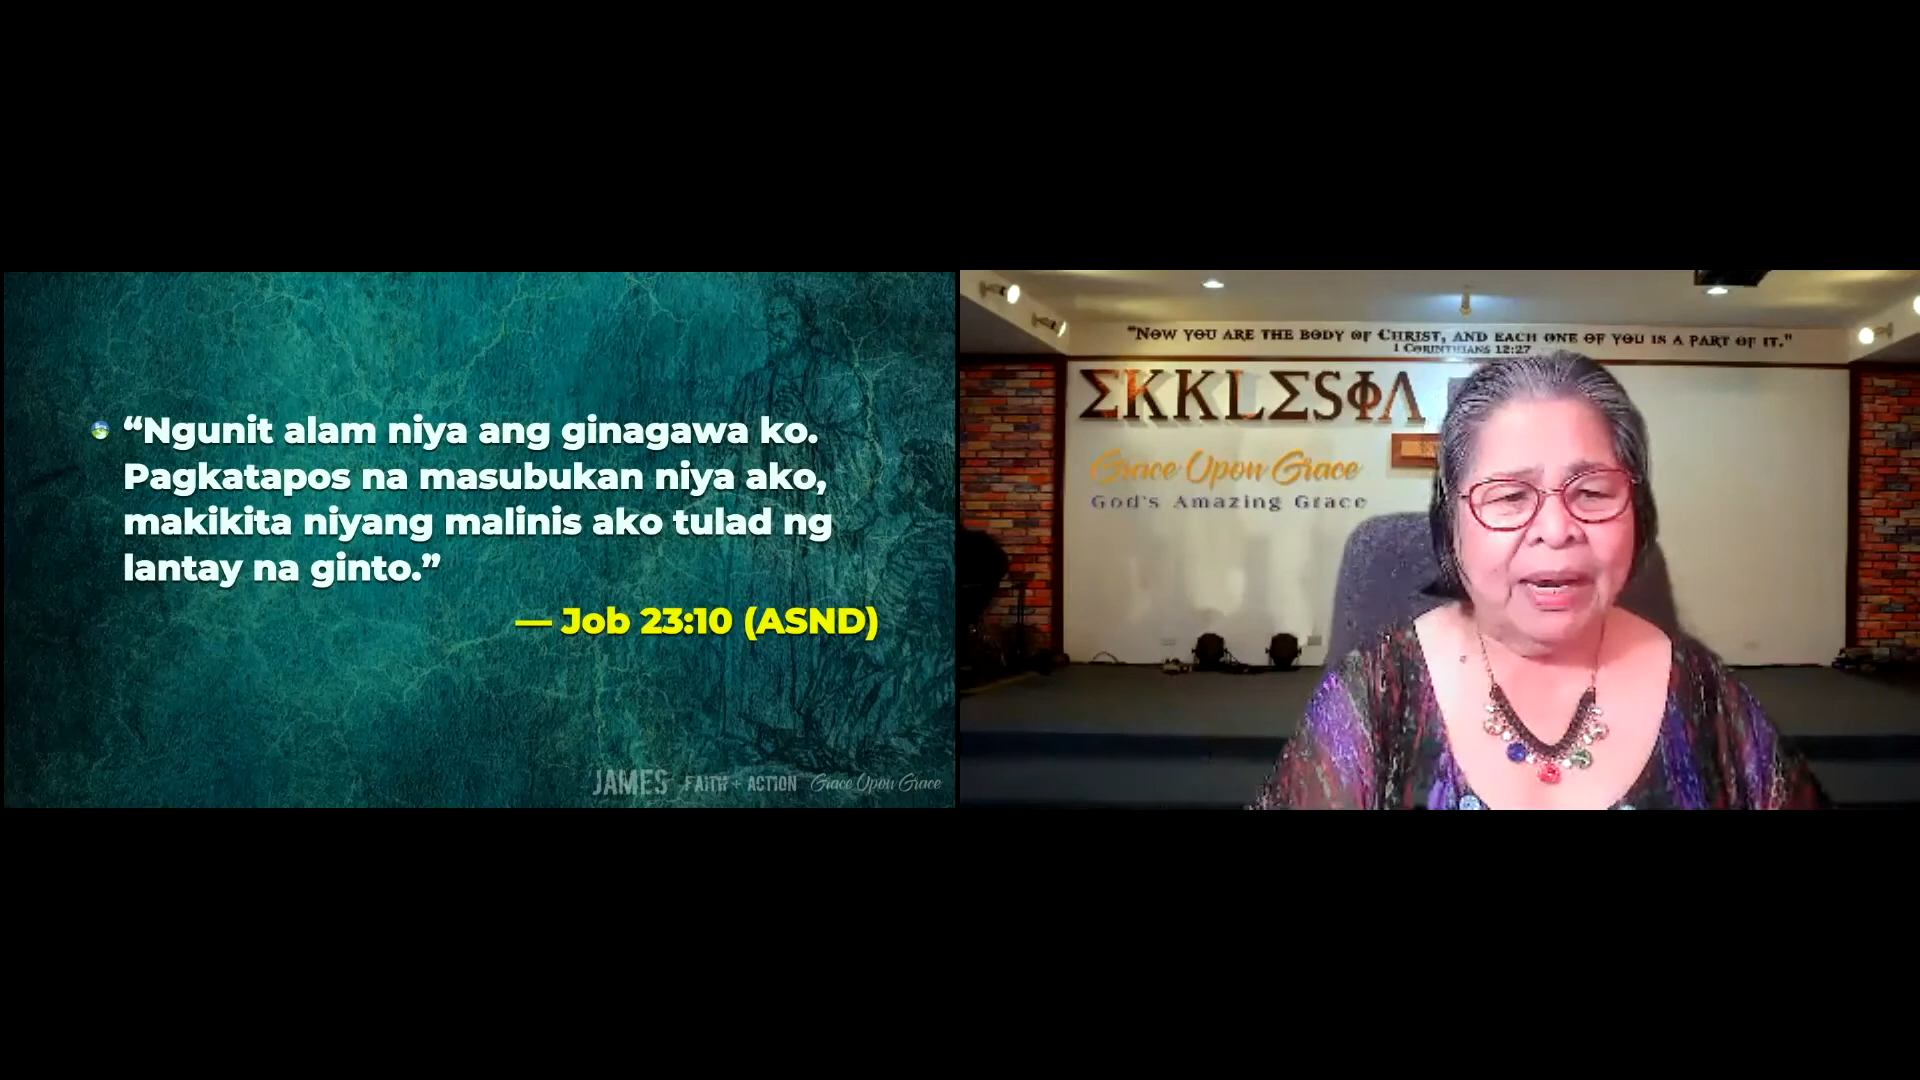 “Ngunit alam niya ang ginagawa ko.
Pagkatapos na masubukan niya ako,
makikita niyang malinis ako tulad ng
lantay na ginto.”
— Job 23:10 (ASND)
JAMES FAITH + ACTION Grace Upon Grace
"Now you are the body of Christ, and each one of you is a part of it."
1 Corinthians 12:27
ΣKKLΣSIΦΛ
Grace Upon Grace
God's Amazing Grace